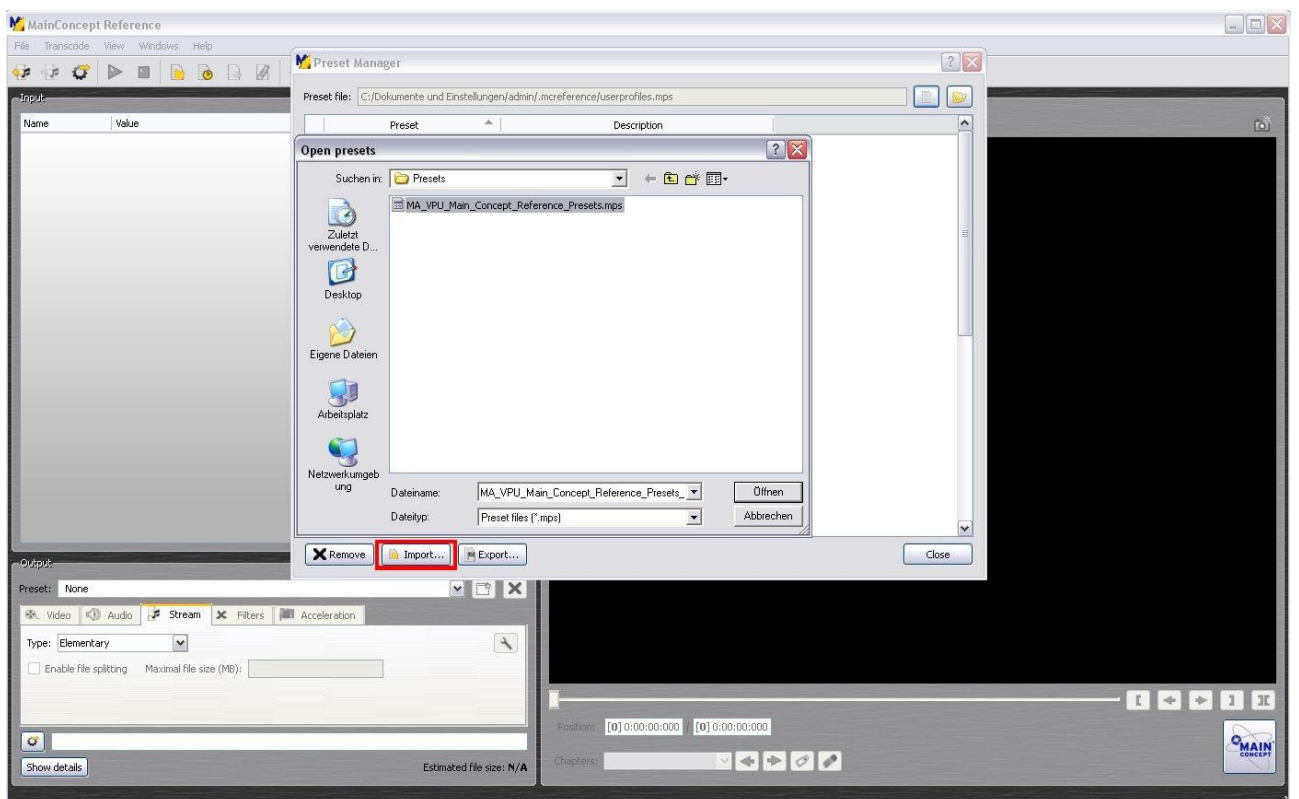 MainConcept Reference
File Transcode View Windows Help
Preset Manager
Preset file: C:/Dokumente und Einstellungen/admin/.mcreference/userprofiles.mps
Input
Name Value
Preset Description
Open presets
Suchen in: Presets
MA_VPU_Main_Concept_Reference_Presets.mps
Zuletzt
verwendete D...
Desktop
Eigene Dateien
Arbeitsplatz
Netzwerkumgeb
ung
Dateiname: MA_VPU_Main_Concept_Reference_Presets_ Öffnen
Dateityp: Preset files (*.mps) Abbrechen
Remove Import... Export... Close
Output
Preset: None
Video Audio Stream Filters Acceleration
Type: Elementary
Enable file splitting Maximal file size (MB):
Position: [0] 0:00:00:000 / [0] 0:00:00:000
Chapters:
Show details Estimated file size: N/A
MAIN
CONCEPT